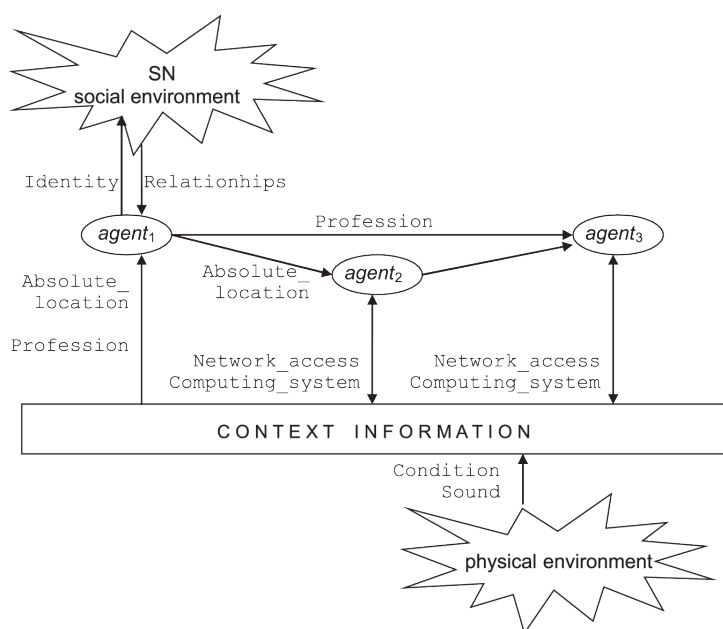 SN
social environment
Identity
Relationships
Profession
agent1
agent3
Absolute_
location
agent2
Absolute_
location
Profession
Network_access
Computing_system
Network_access
Computing_system
CONTEXT INFORMATION
Condition
Sound
physical environment